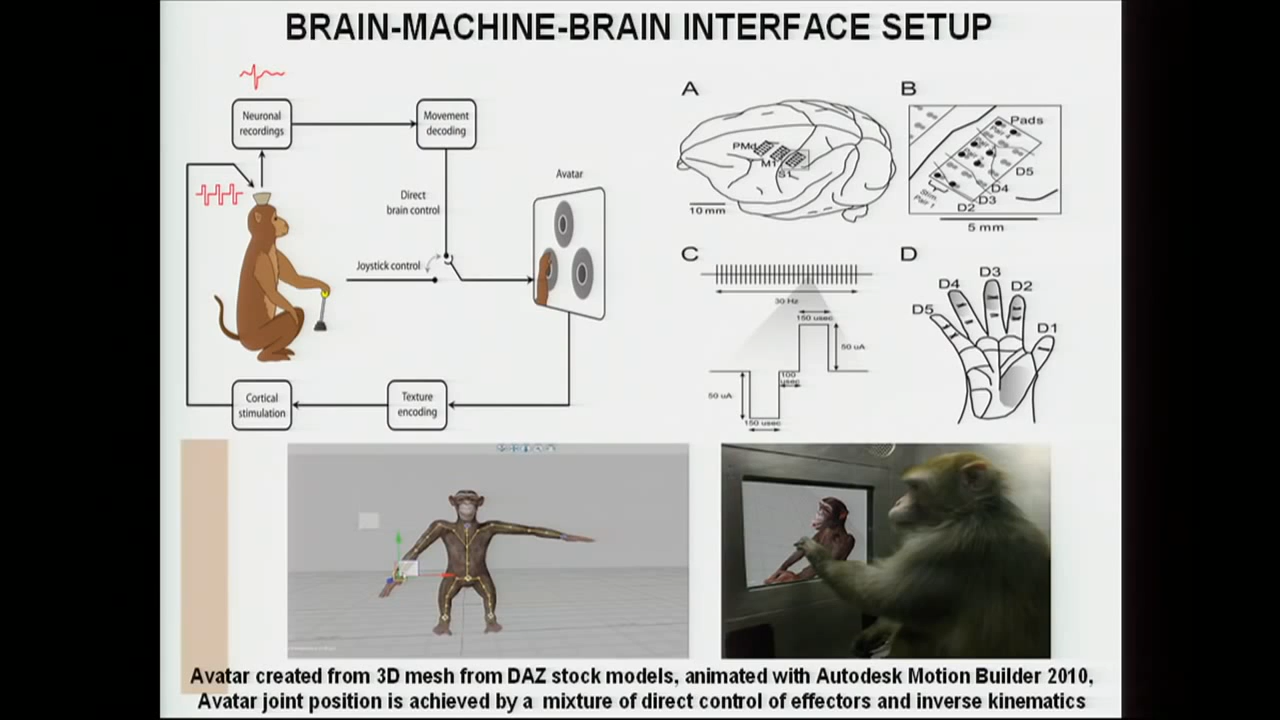 BRAIN-MACHINE-BRAIN INTERFACE SETUP
Neuronal
recordings
Movement
decoding
Direct
brain control
Joystick control
Avatar
Cortical
stimulation
Texture
encoding
A
PMd
M1
S1
10 mm
B
Pads
D5
D4
D3
D2
Stim.
Pair 1
5 mm
C
30 Hz
150 usec
50 uA
100
usec
50 uA
150 usec
D
D5
D4
D3
D2
D1
Avatar created from 3D mesh from DAZ stock models, animated with Autodesk Motion Builder 2010,
Avatar joint position is achieved by a mixture of direct control of effectors and inverse kinematics